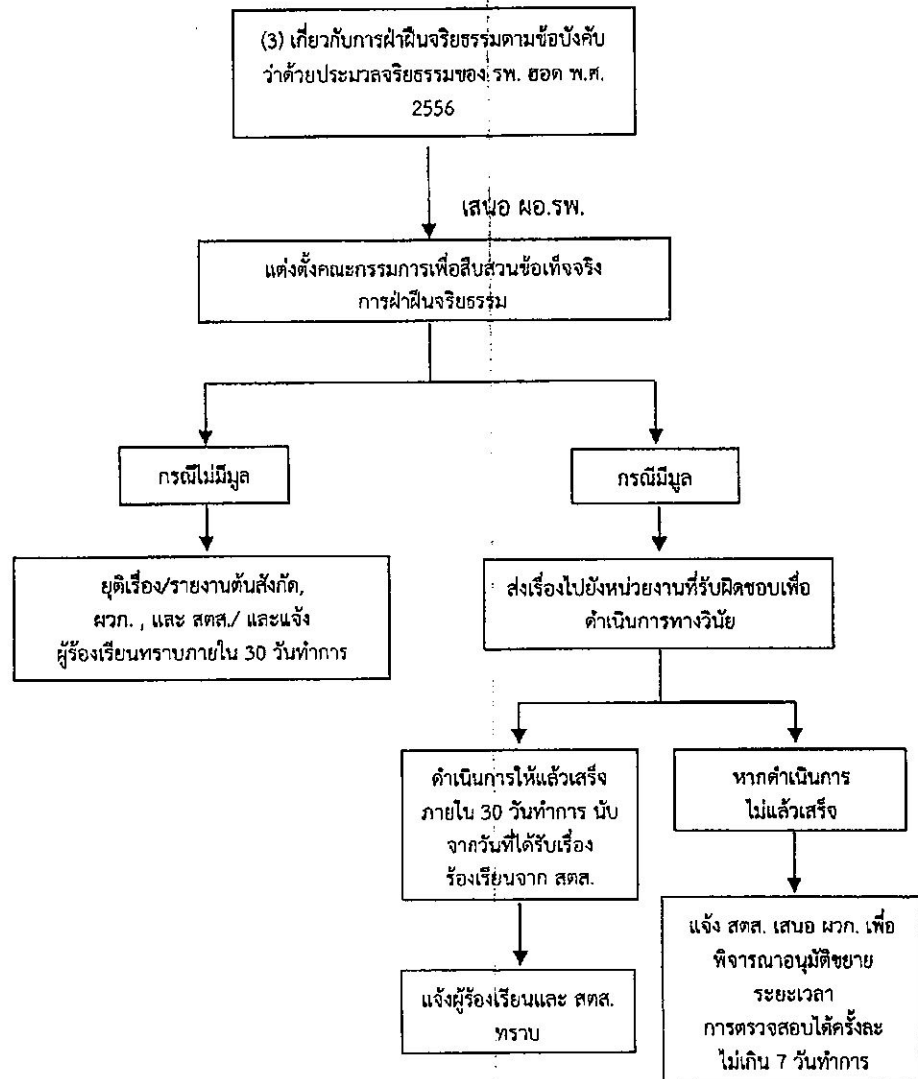 (3) เกี่ยวกับการฝ่าฝืนจริยธรรมตามข้อบังคับ
ว่าด้วยประมวลจริยธรรมของ รพ. ฮอด พ.ศ.
2556
เสนอ ผอ.รพ.
แต่งตั้งคณะกรรมการเพื่อสืบสวนข้อเท็จจริง
การฝ่าฝืนจริยธรรม
กรณีไม่มีมูล
กรณีมีมูล
ยุติเรื่อง/รายงานต้นสังกัด,
ผวก. , และ สตส./ และแจ้ง
ผู้ร้องเรียนทราบภายใน 30 วันทำการ
ส่งเรื่องไปยังหน่วยงานที่รับผิดชอบเพื่อ
ดำเนินการทางวินัย
ดำเนินการให้แล้วเสร็จ
ภายใน 30 วันทำการ นับ
จากวันที่ได้รับเรื่อง
ร้องเรียนจาก สตส.
หากดำเนินการ
ไม่แล้วเสร็จ
แจ้งผู้ร้องเรียนและ สตส.
ทราบ
แจ้ง สตส. เสนอ ผวก. เพื่อ
พิจารณาอนุมัติขยาย
ระยะเวลา
การตรวจสอบได้ครั้งละ
ไม่เกิน 7 วันทำการ